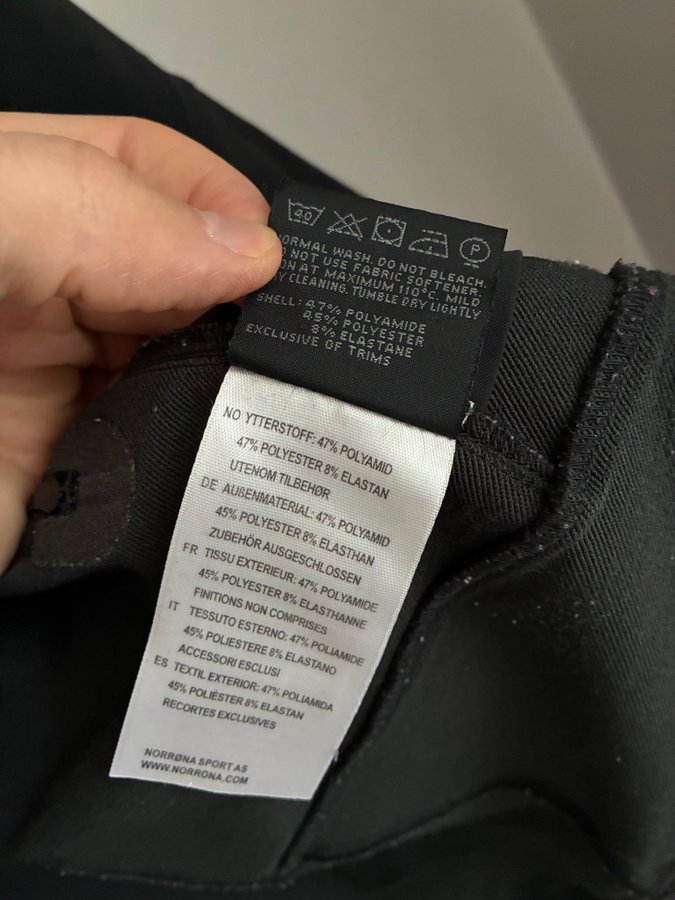 40 P
ORMAL WASH. DO NOT BLEACH.
NOT USE FABRIC SOFTENER
ON AT MAXIMUM 110°C. MILD
Y CLEANING. TUMBLE DRY LIGHTLY
SHELL: 47% POLYAMIDE
45% POLYESTER
8% ELASTANE
EXCLUSIVE OF TRIMS
NO YTTERSTOFF: 47% POLYAMID
47% POLYESTER 8% ELASTAN
UTENOM TILBEHØR
DE AUßENMATERIAL: 47% POLYAMID
45% POLYESTER 8% ELASTHAN
ZUBEHÖR AUSGESCHLOSSEN
FR TISSU EXTERIEUR: 47% POLYAMIDE
45% POLYESTER 8% ELASTHANNE
FINITIONS NON COMPRISES
IT TESSUTO ESTERNO: 47% POLIAMIDE
45% POLIESTERE 8% ELASTANO
ACCESSORI ESCLUSI
ES TEXTIL EXTERIOR: 47% POLIAMIDA
45% POLIÉSTER 8% ELASTAN
RECORTES EXCLUSIVES
NORRØNA SPORT AS
WWW.NORRONA.COM